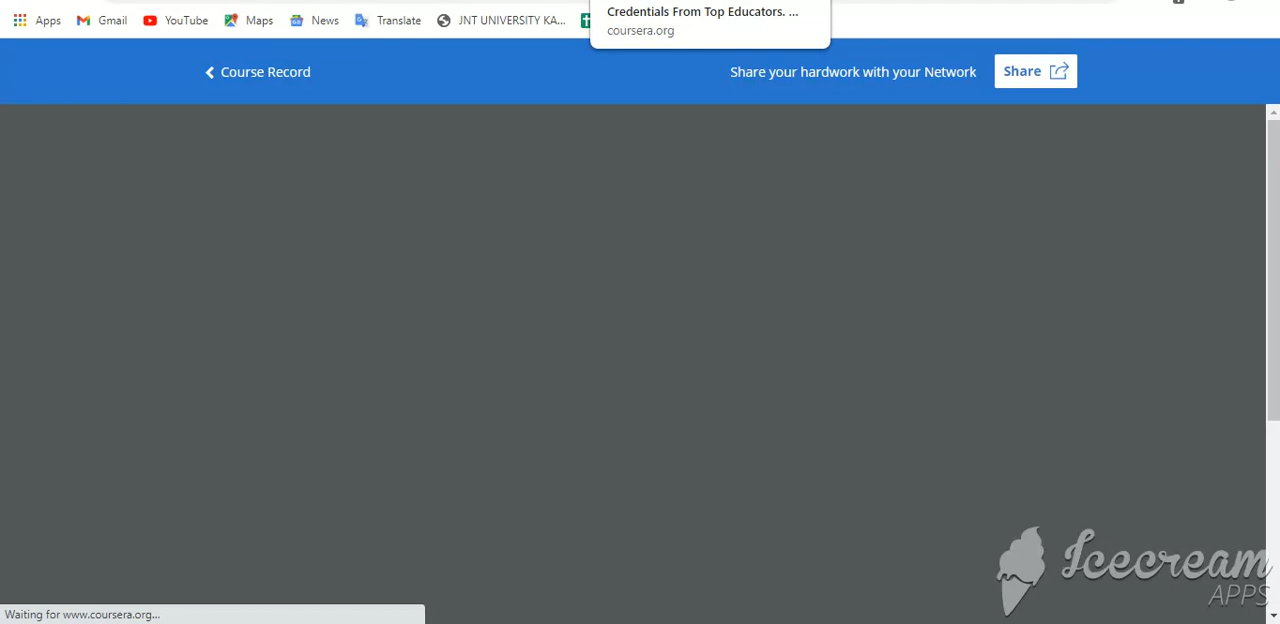 Credentials From Top Educators. ...
coursera.org
Apps Gmail YouTube Maps News Translate JNT UNIVERSITY KA...
Course Record Share your hardwork with your Network Share
Icecream
APPS
Waiting for www.coursera.org...